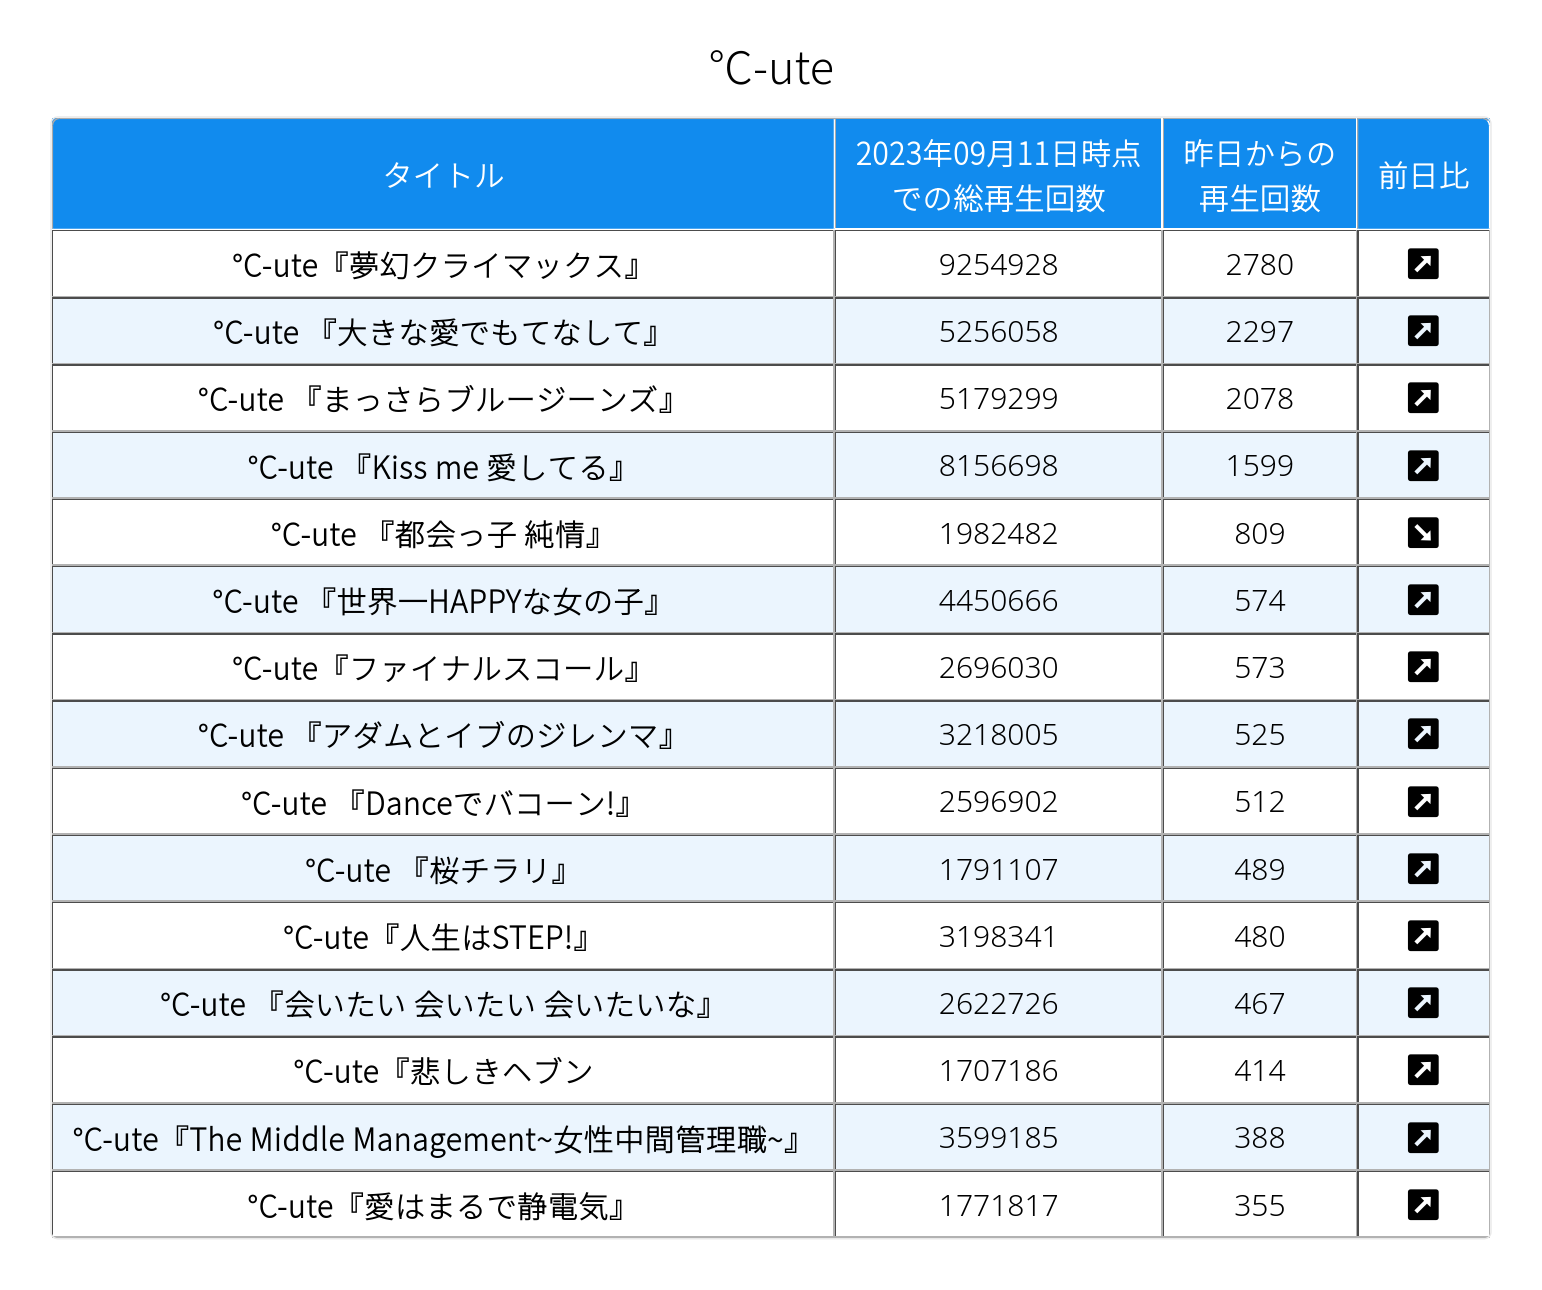 ℃-ute
タイトル
2023年09月11日時点
での総再生回数
昨日からの
再生回数
前日比
℃-ute『夢幻クライマックス』 9254928 2780
℃-ute 『大きな愛でもてなして』 5256058 2297
℃-ute 『まっさらブルージーンズ』 5179299 2078
℃-ute 『Kiss me 愛してる』 8156698 1599
℃-ute 『都会っ子 純情』 1982482 809
℃-ute 『世界一HAPPYな女の子』 4450666 574
℃-ute『ファイナルスコール』 2696030 573
℃-ute 『アダムとイブのジレンマ』 3218005 525
℃-ute 『Danceでバコーン!』 2596902 512
℃-ute 『桜チラリ』 1791107 489
℃-ute『人生はSTEP!』 3198341 480
℃-ute 『会いたい 会いたい 会いたいな』 2622726 467
℃-ute『悲しきヘブン 1707186 414
℃-ute『The Middle Management~女性中間管理職~』 3599185 388
℃-ute『愛はまるで静電気』 1771817 355